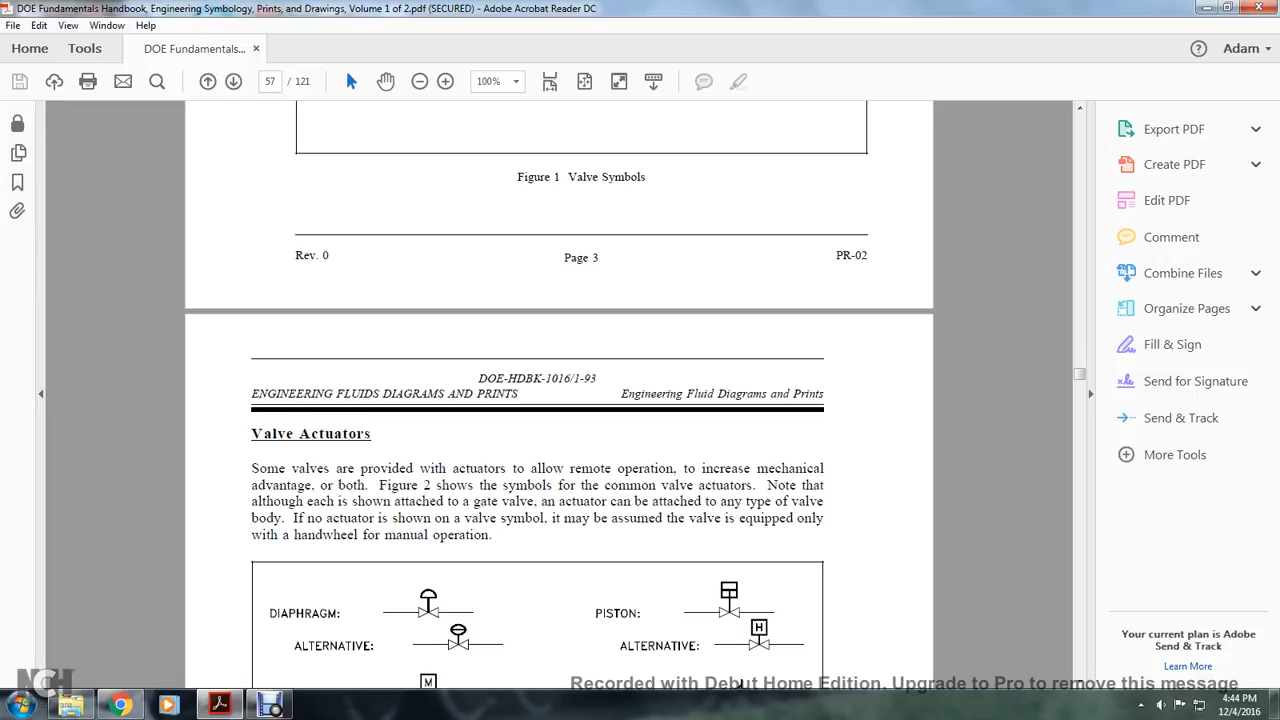 DOE Fundamentals Handbook, Engineering Symbology, Prints, and Drawings, Volume 1 of 2.pdf (SECURED) - Adobe Acrobat Reader DC
File Edit View Window Help
Home Tools DOE Fundamentals... × Adam
57 / 121 100%
Figure 1 Valve Symbols
Rev. 0 Page 3 PR-02
DOE-HDBK-1016/1-93
ENGINEERING FLUIDS DIAGRAMS AND PRINTS Engineering Fluid Diagrams and Prints
Valve Actuators
Some valves are provided with actuators to allow remote operation, to increase mechanical
advantage, or both. Figure 2 shows the symbols for the common valve actuators. Note that
although each is shown attached to a gate valve, an actuator can be attached to any type of valve
body. If no actuator is shown on a valve symbol, it may be assumed the valve is equipped only
with a handwheel for manual operation.
DIAPHRAGM: PISTON:
ALTERNATIVE: ALTERNATIVE: H
M
Export PDF
Create PDF
Edit PDF
Comment
Combine Files
Organize Pages
Fill & Sign
Send for Signature
Send & Track
More Tools
Your current plan is Adobe
Send & Track
Learn More
NCH
Recorded with Debut Home Edition. Upgrade to Pro to remove this message
4:44 PM
12/4/2016